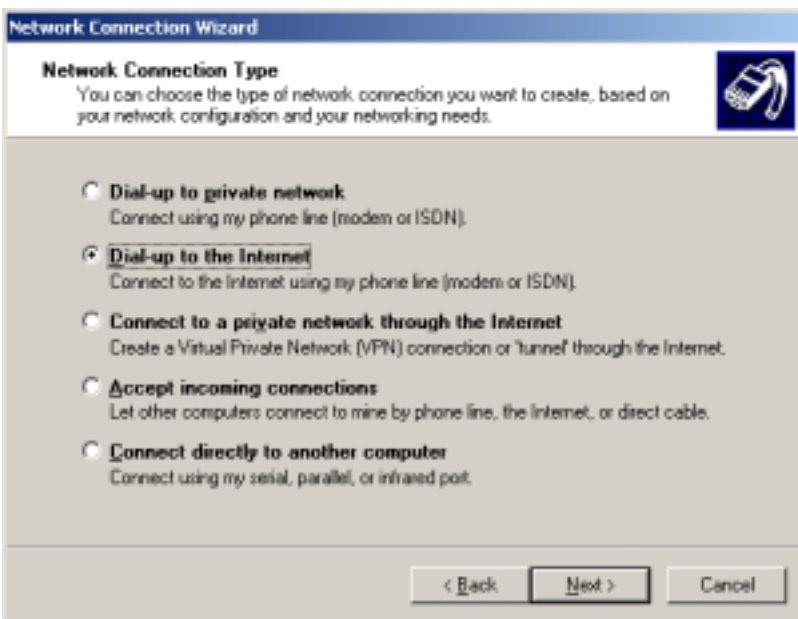 Network Connection Wizard
Network Connection Type
You can choose the type of network connection you want to create, based on
your network configuration and your networking needs.
Dial-up to private network
Connect using my phone line (modem or ISDN).
Dial-up to the Internet
Connect to the Internet using my phone line (modem or ISDN).
Connect to a private network through the Internet
Create a Virtual Private Network (VPN) connection or 'tunnel' through the Internet.
Accept incoming connections
Let other computers connect to mine by phone line, the Internet, or direct cable.
Connect directly to another computer
Connect using my serial, parallel, or infrared port.
< Back Next > Cancel